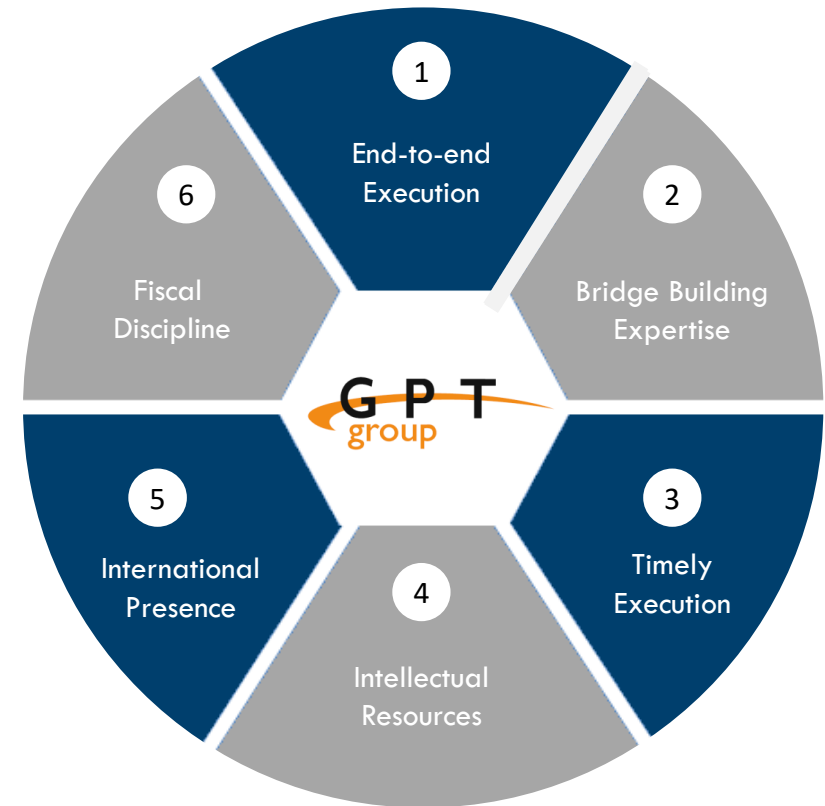 1
End-to-end
Execution
2
Bridge Building
Expertise
3
Timely
Execution
4
Intellectual
Resources
5
International
Presence
6
Fiscal
Discipline
G P T
group